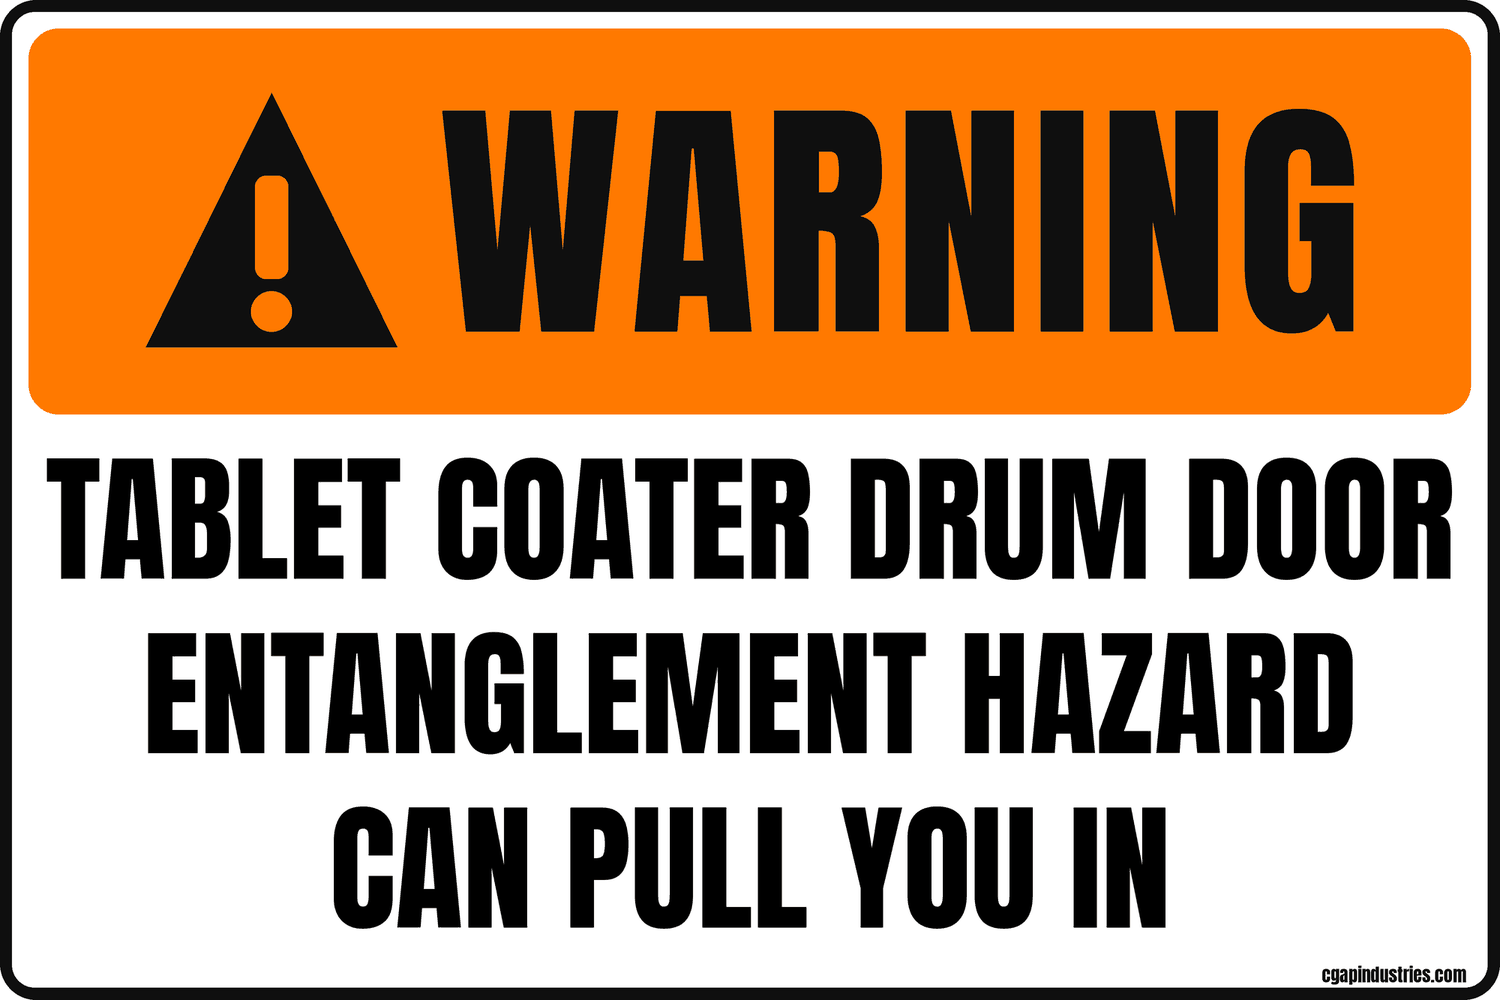 WARNING
TABLET COATER DRUM DOOR
ENTANGLEMENT HAZARD
CAN PULL YOU IN
cgapindustries.com